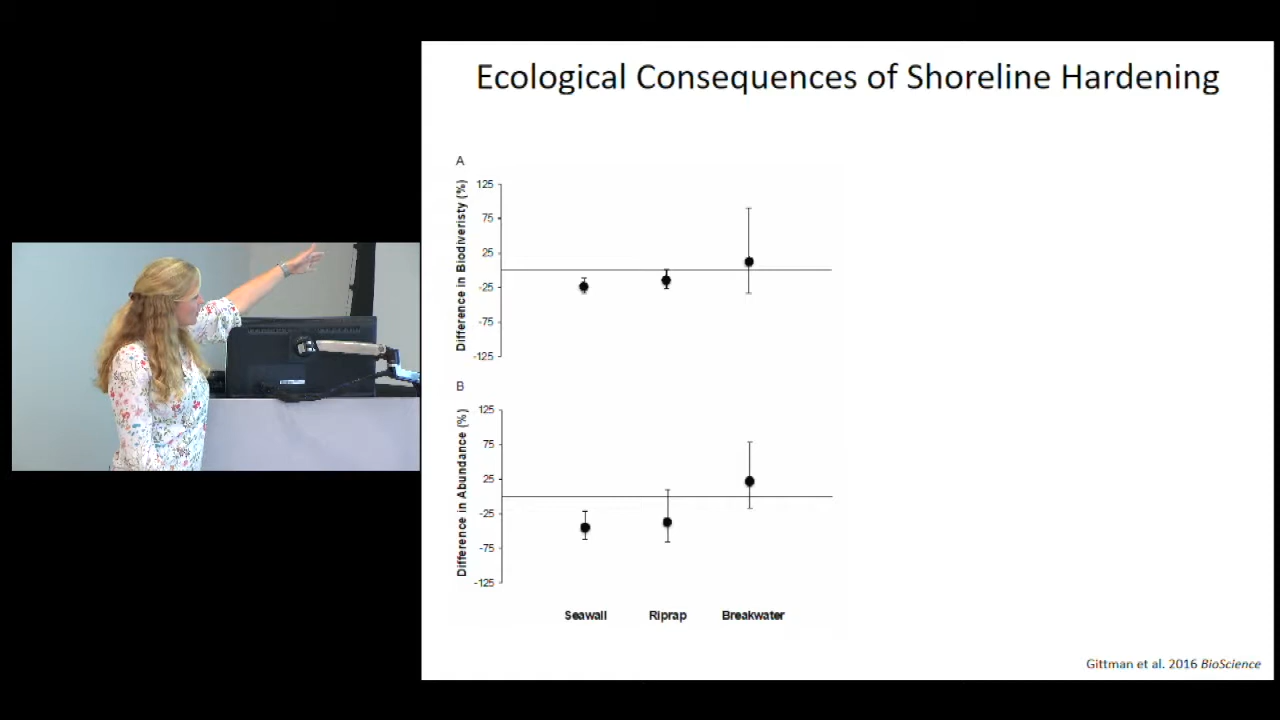 Ecological Consequences of Shoreline Hardening
A
Difference in Biodiveristy (%)
125
75
25
-25
-75
-125
B
Difference in Abundance (%)
125
75
25
-25
-75
-125
Seawall Riprap Breakwater
Gittman et al. 2016 BioScience